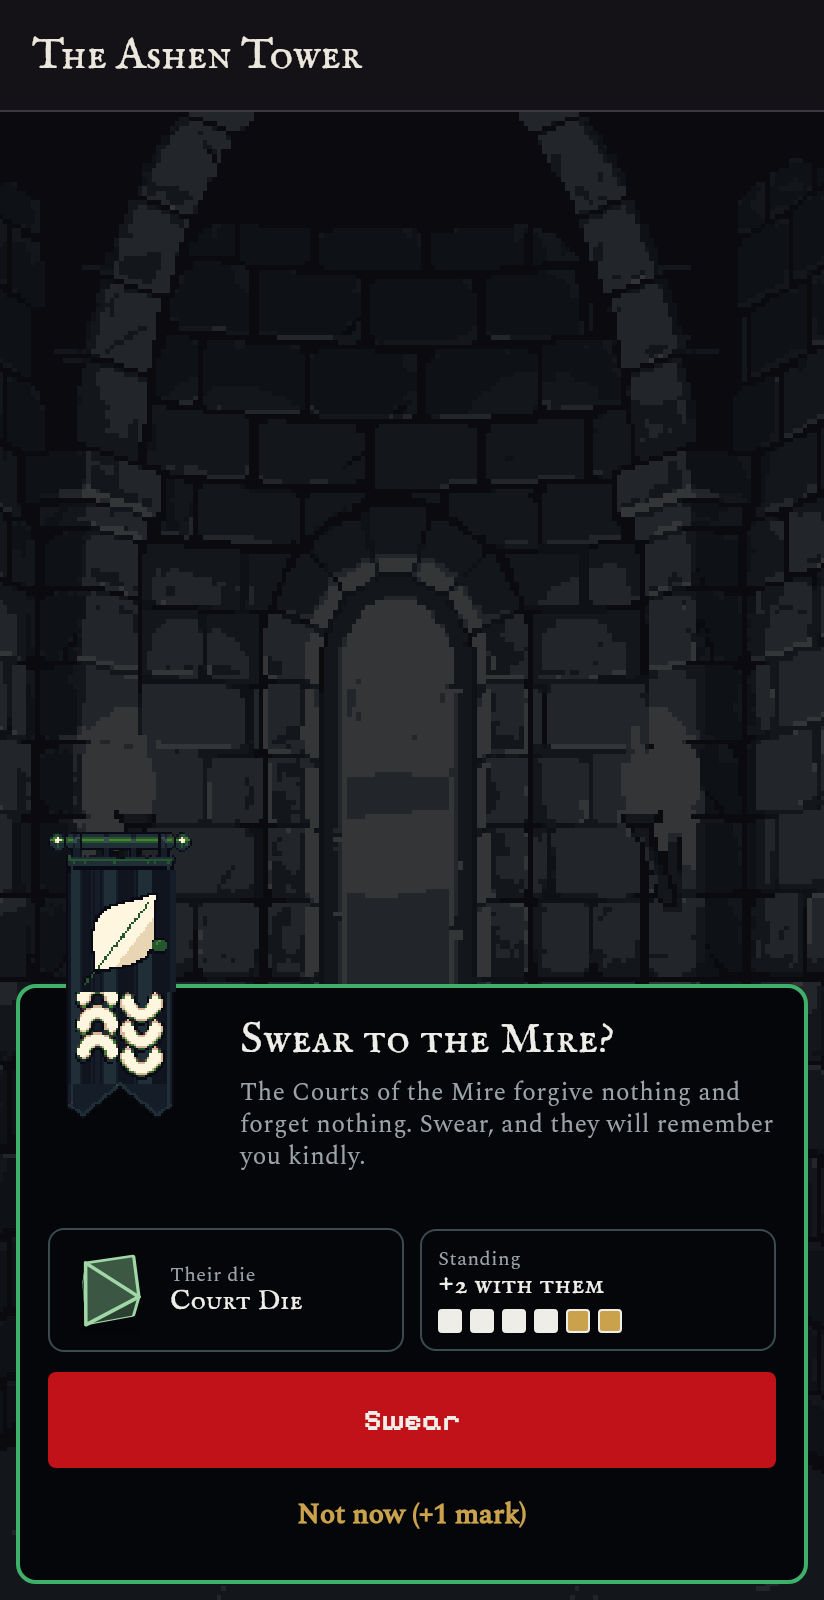 The Ashen Tower
Swear to the Mire?
The Courts of the Mire forgive nothing and
forget nothing. Swear, and they will remember
you kindly.
Their die
Court Die
Standing
+2 with them
Swear
Not now (+1 mark)